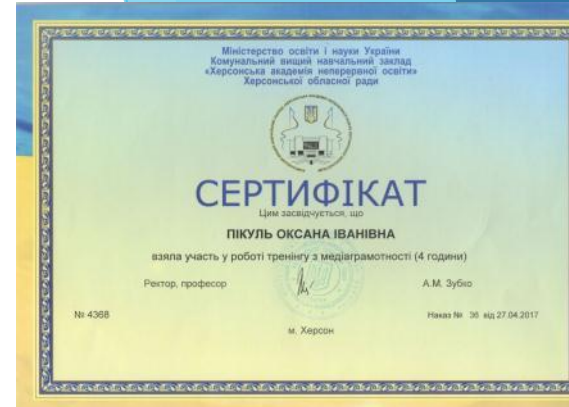 Міністерство освіти і науки України
Комунальний вищий навчальний заклад
«Херсонська академія неперервної освіти»
Херсонської обласної ради
СЕРТИФІКАТ
Цим засвідчується, що
ПІКУЛЬ ОКСАНА ІВАНІВНА
взяла участь у роботі тренінгу з медіаграмотності (4 години)
Ректор, професор А.М. Зубко
№ 4368 Наказ № 36 від 27.04.2017
м. Херсон